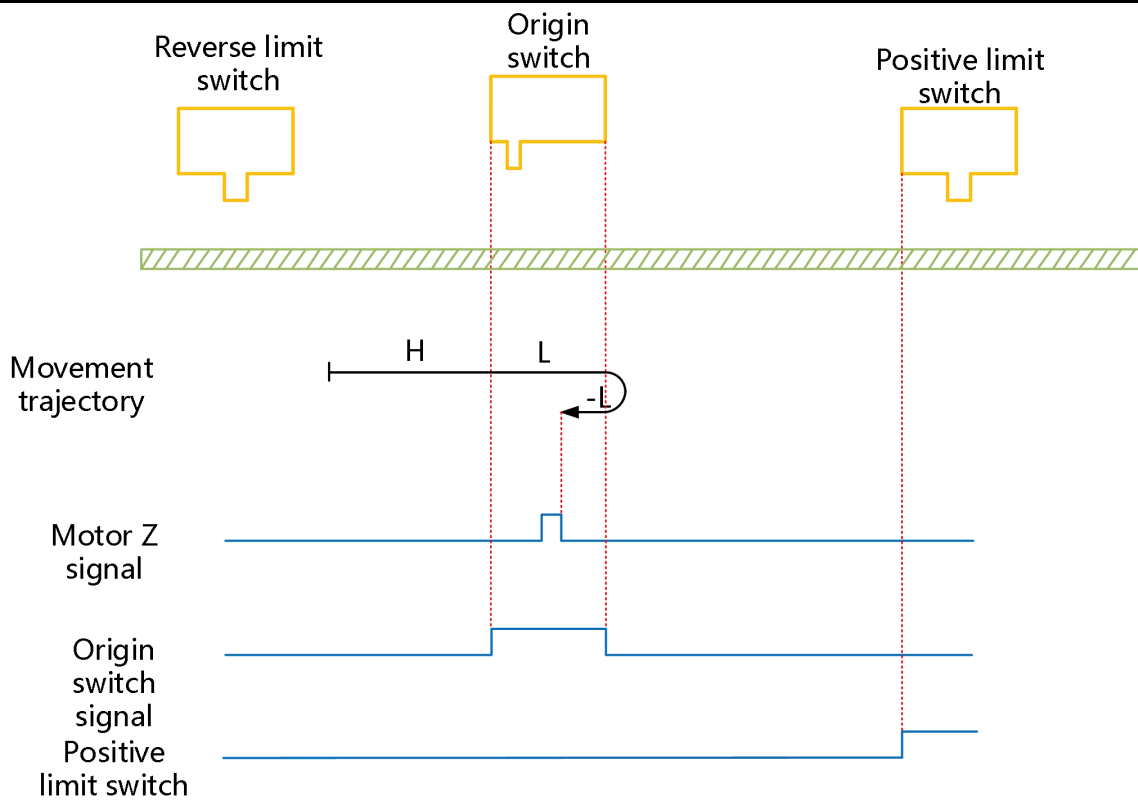 Reverse limit
switch
Origin
switch
Positive limit
switch
Movement
trajectory
H
L
-L
Motor Z
signal
Origin
switch
signal
Positive
limit switch